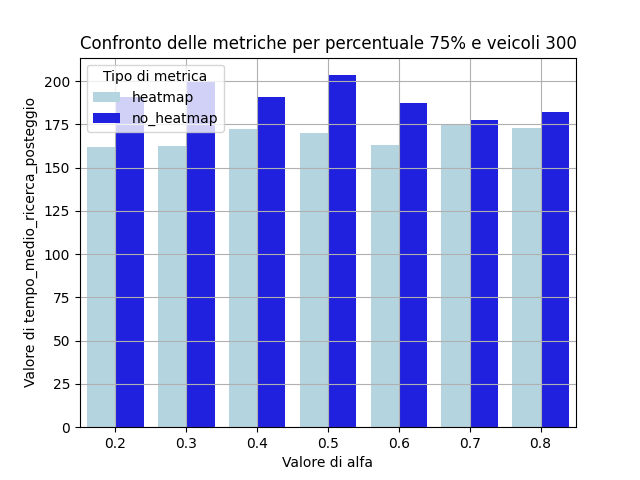 Confronto delle metriche per percentuale 75% e veicoli 300
Tipo di metrica
heatmap
no_heatmap
Valore di tempo_medio_ricerca_posteggio
200
175
150
125
100
75
50
25
0
0.2 0.3 0.4 0.5 0.6 0.7 0.8
Valore di alfa